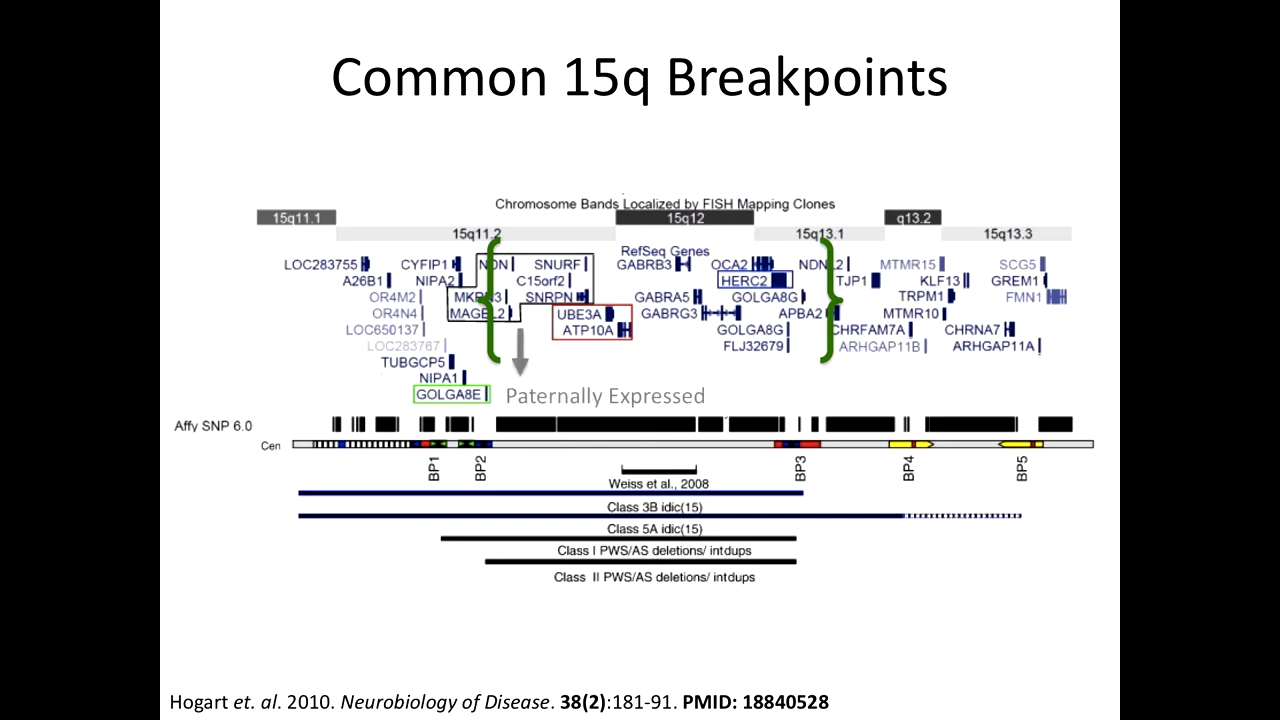 Common 15q Breakpoints
Chromosome Bands Localized by FISH Mapping Clones
15q11.1 15q12 q13.2
15q11.2 15q13.1 15q13.3
RefSeq Genes
LOC283755 CYFIP1 NDN SNURF GABRB3 OCA2 NDNL2 MTMR15 SCG5
A26B1 NIPA2 C15orf2 HERC2 TJP1 KLF13 GREM1
OR4M2 MKRN3 SNRPN GABRA5 GOLGA8G TRPM1 FMN1
OR4N4 MAGEL2 UBE3A GABRG3 APBA2 MTMR10
LOC650137 ATP10A GOLGA8G CHRFAM7A CHRNA7
LOC283767 FLJ32679 ARHGAP11B ARHGAP11A
TUBGCP5
NIPA1
GOLGA8E Paternally Expressed
Affy SNP 6.0
Cen
BP1 BP2 BP3 BP4 BP5
Weiss et al., 2008
Class 3B idic(15)
Class 5A idic(15)
Class I PWS/AS deletions/ intdups
Class II PWS/AS deletions/ intdups
Hogart et. al. 2010. Neurobiology of Disease. 38(2):181-91. PMID: 18840528